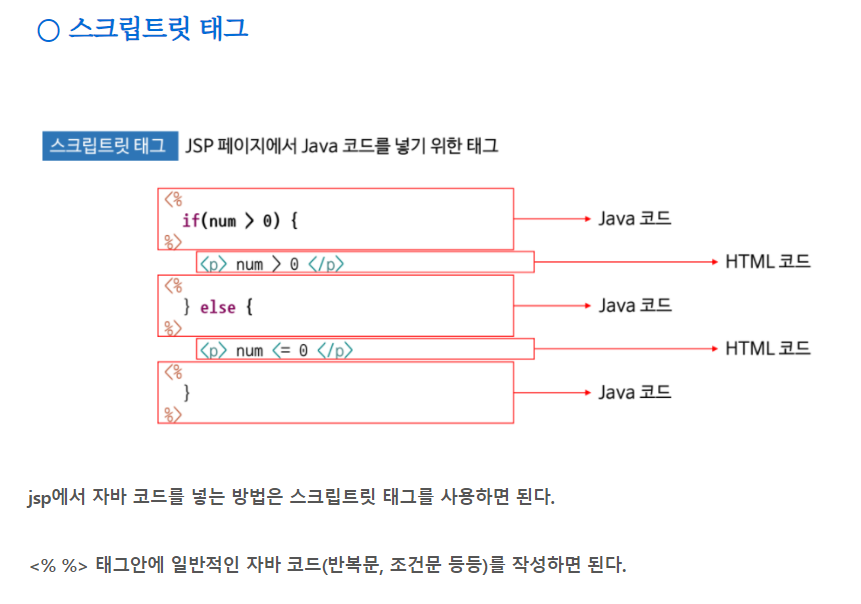 ○ 스크립트릿 태그
스크립트릿 태그 JSP 페이지에서 Java 코드를 넣기 위한 태그
<%
if(num > 0) {
Java 코드
%>
<p> num > 0 </p>
HTML 코드
<%
} else {
Java 코드
%>
<p> num <= 0 </p>
HTML 코드
<%
}
Java 코드
%>
jsp에서 자바 코드를 넣는 방법은 스크립트릿 태그를 사용하면 된다.
<% %> 태그안에 일반적인 자바 코드(반복문, 조건문 등등)를 작성하면 된다.